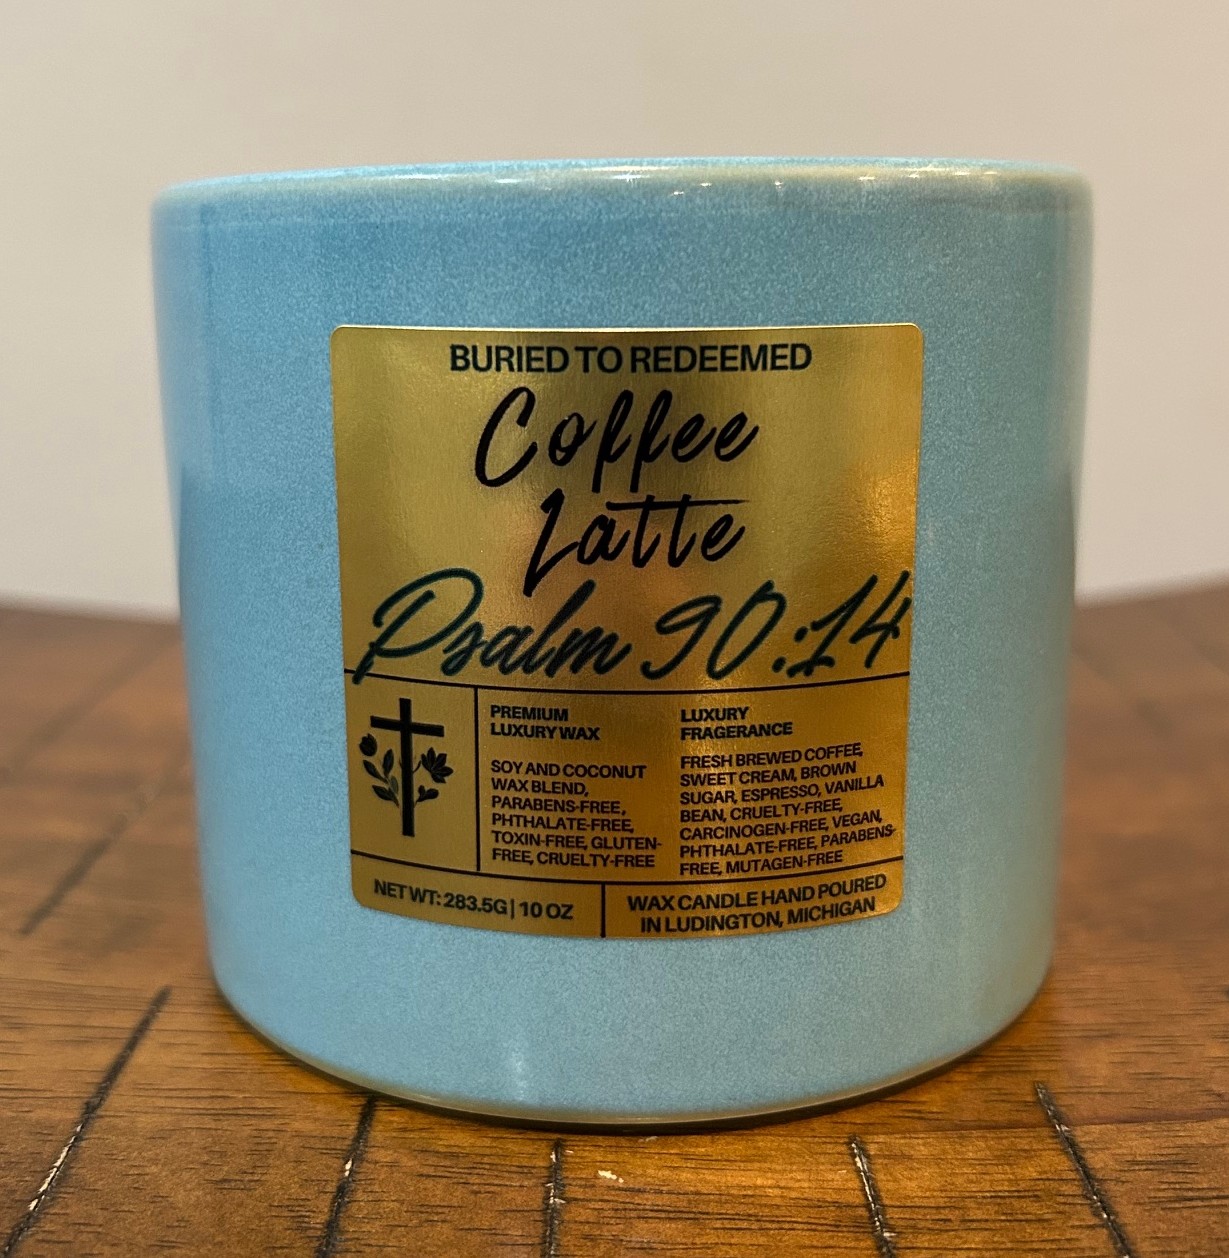 BURIED TO REDEEMED
Coffee
Latte
Psalm 90:14
PREMIUM
LUXURY WAX
SOY AND COCONUT
WAX BLEND,
PARABENS-FREE,
PHTHALATE-FREE,
TOXIN-FREE, GLUTEN-
FREE, CRUELTY-FREE
LUXURY
FRAGERANCE
FRESH BREWED COFFEE,
SWEET CREAM, BROWN
SUGAR, ESPRESSO, VANILLA
BEAN, CRUELTY-FREE,
CARCINOGEN-FREE, VEGAN,
PHTHALATE-FREE, PARABENS-
FREE, MUTAGEN-FREE
NET WT: 283.5G | 10 OZ
WAX CANDLE HAND POURED
IN LUDINGTON, MICHIGAN